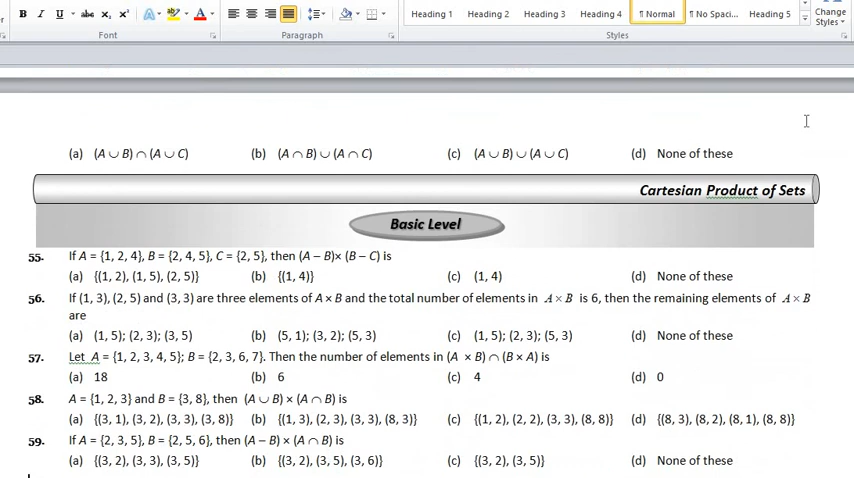 B I U abe x₂ x² A ab A
Heading 1 Heading 2 Heading 3 Heading 4 ¶ Normal ¶ No Spaci... Heading 5 Change
Styles
Font Paragraph Styles
(a) (A ∪ B) ∩ (A ∪ C) (b) (A ∩ B) ∪ (A ∩ C) (c) (A ∪ B) ∪ (A ∪ C) (d) None of these
Cartesian Product of Sets
Basic Level
55. If A = {1, 2, 4}, B = {2, 4, 5}, C = {2, 5}, then (A – B)× (B – C) is
(a) {(1, 2), (1, 5), (2, 5)} (b) {(1, 4)} (c) (1, 4) (d) None of these
56. If (1, 3), (2, 5) and (3, 3) are three elements of A × B and the total number of elements in A × B is 6, then the remaining elements of A × B
are
(a) (1, 5); (2, 3); (3, 5) (b) (5, 1); (3, 2); (5, 3) (c) (1, 5); (2, 3); (5, 3) (d) None of these
57. Let A = {1, 2, 3, 4, 5}; B = {2, 3, 6, 7}. Then the number of elements in (A × B) ∩ (B × A) is
(a) 18 (b) 6 (c) 4 (d) 0
58. A = {1, 2, 3} and B = {3, 8}, then (A ∪ B) × (A ∩ B) is
(a) {(3, 1), (3, 2), (3, 3), (3, 8)} (b) {(1, 3), (2, 3), (3, 3), (8, 3)} (c) {(1, 2), (2, 2), (3, 3), (8, 8)} (d) {(8, 3), (8, 2), (8, 1), (8, 8)}
59. If A = {2, 3, 5}, B = {2, 5, 6}, then (A – B) × (A ∩ B) is
(a) {(3, 2), (3, 3), (3, 5)} (b) {(3, 2), (3, 5), (3, 6)} (c) {(3, 2), (3, 5)} (d) None of these